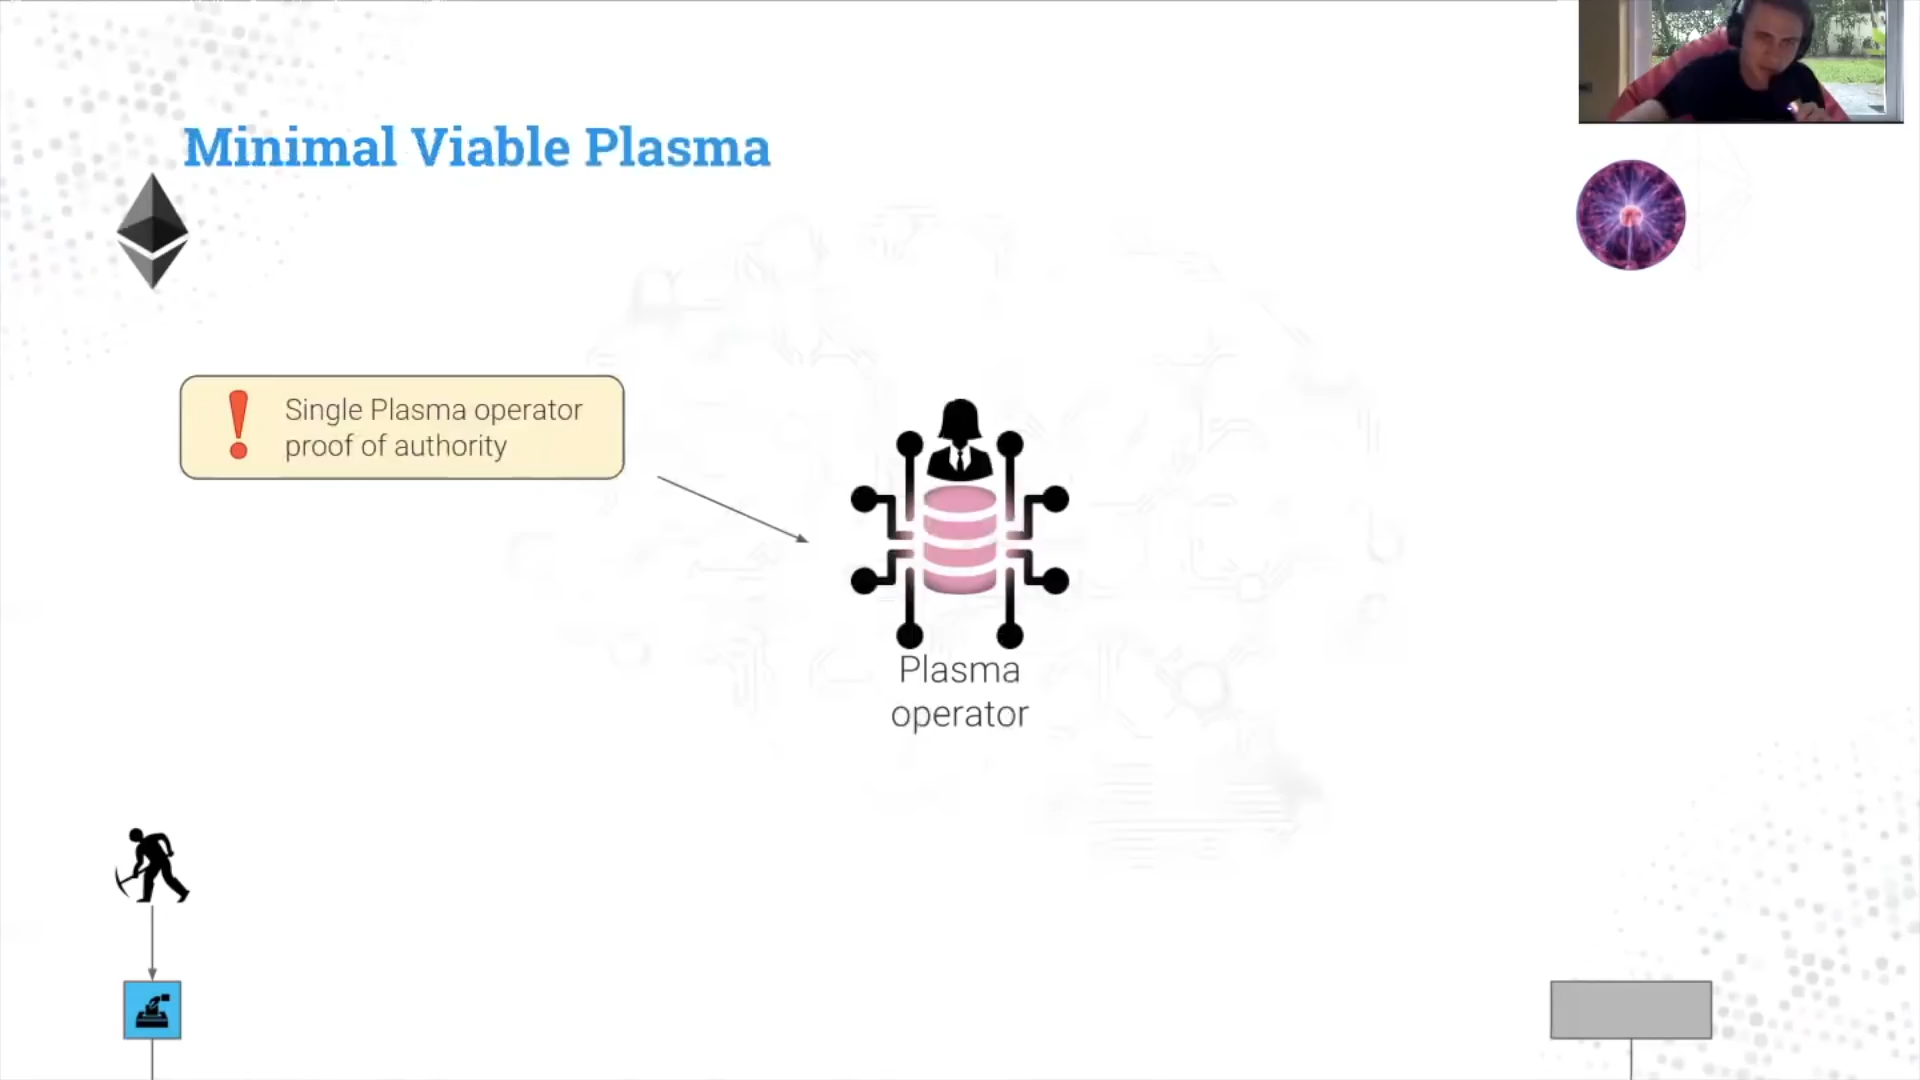 Minimal Viable Plasma
Single Plasma operator
proof of authority
Plasma
operator